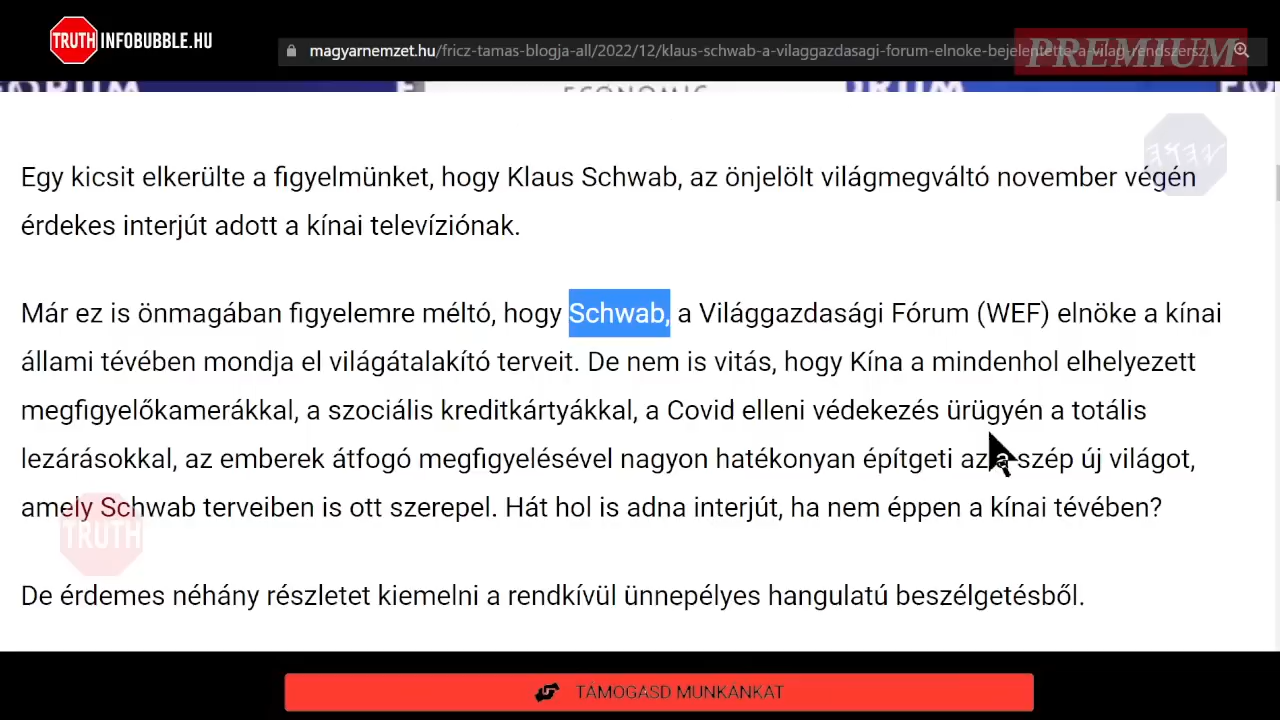 TRUTH INFOBUBBLE.HU
magyarnemzet.hu/fricz-tamas-blogja-all/2022/12/klaus-schwab-a-vilaggazdasagi-forum-elnoke-bejelentette-a-vilag-rendszersz...
PREMIUM
ECONOMIC
Egy kicsit elkerülte a figyelmünket, hogy Klaus Schwab, az önjelölt világmegváltó november végén
érdekes interjút adott a kínai televíziónak.
Már ez is önmagában figyelemre méltó, hogy Schwab, a Világgazdasági Fórum (WEF) elnöke a kínai
állami tévében mondja el világátalakító terveit. De nem is vitás, hogy Kína a mindenhol elhelyezett
megfigyelőkamerákkal, a szociális kreditkártyákkal, a Covid elleni védekezés ürügyén a totális
lezárásokkal, az emberek átfogó megfigyelésével nagyon hatékonyan építgeti azt a szép új világot,
amely Schwab terveiben is ott szerepel. Hát hol is adna interjút, ha nem éppen a kínai tévében?
TRUTH
De érdemes néhány részletet kiemelni a rendkívül ünnepélyes hangulatú beszélgetésből.
TÁMOGASD MUNKÁNKAT